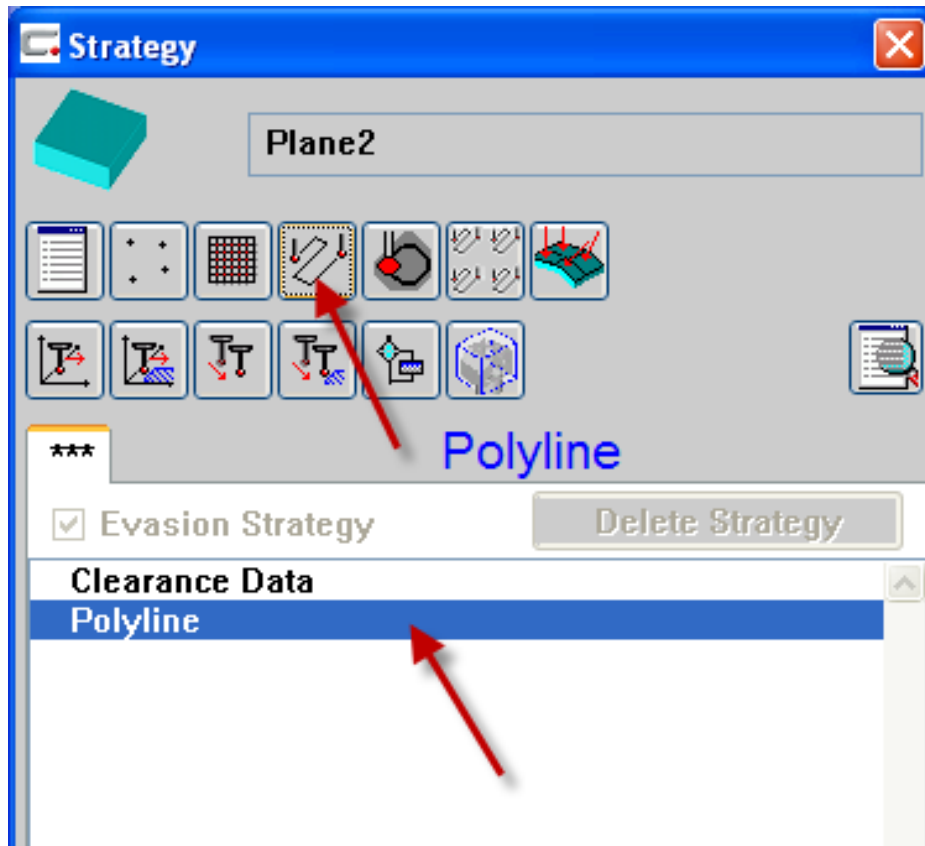 Strategy
Plane2
***
Polyline
Evasion Strategy
Delete Strategy
Clearance Data
Polyline